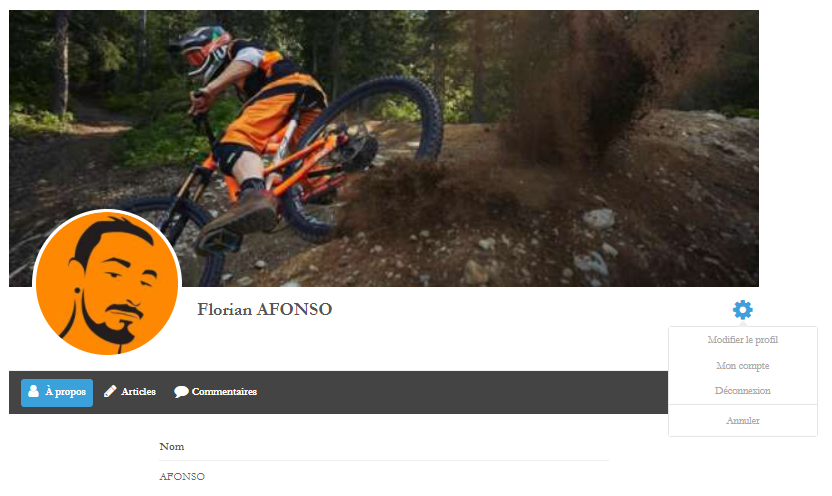 Florian AFONSO
Modifier le profil
Mon compte
Déconnexion
Annuler
À propos Articles Commentaires
Nom
AFONSO